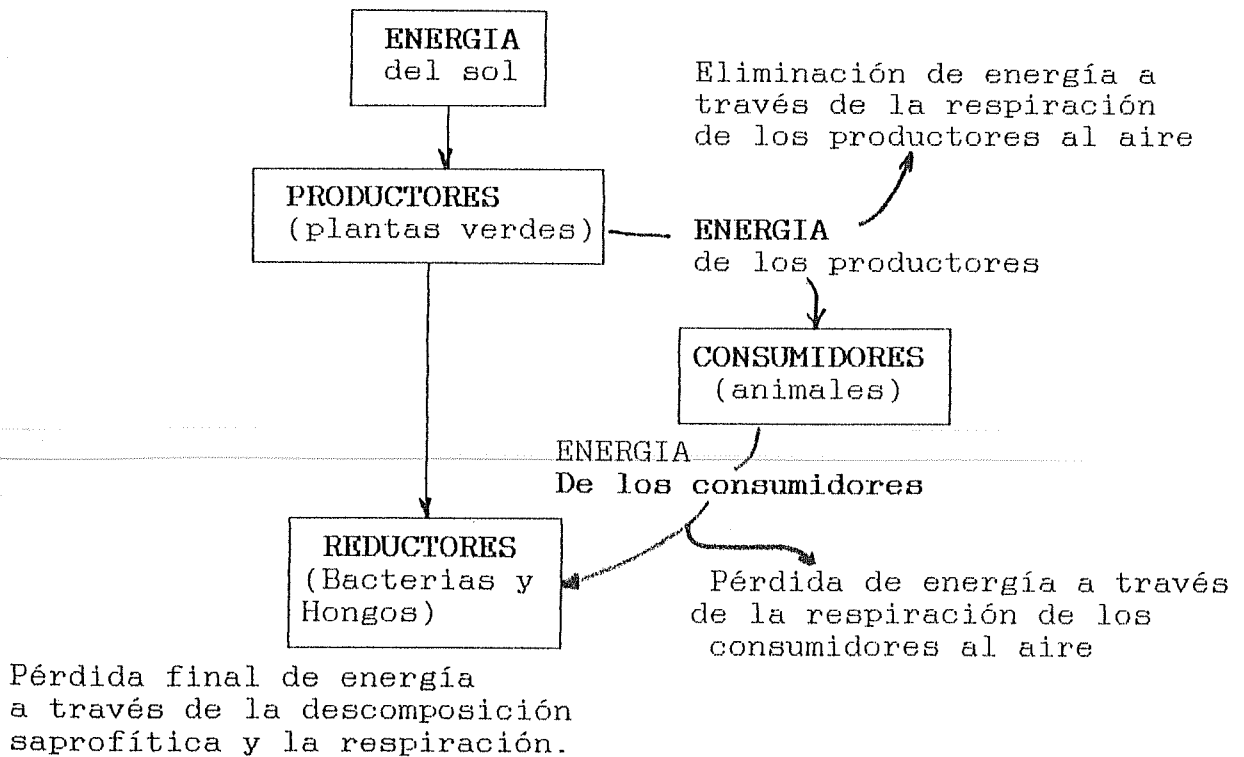 ENERGIA
del sol
Eliminación de energía a
través de la respiración
de los productores al aire
PRODUCTORES
(plantas verdes)
ENERGIA
de los productores
CONSUMIDORES
(animales)
ENERGIA
De los consumidores
REDUCTORES
(Bacterias y
Hongos)
Pérdida de energía a través
de la respiración de los
consumidores al aire
Pérdida final de energía
a través de la descomposición
saprofítica y la respiración.